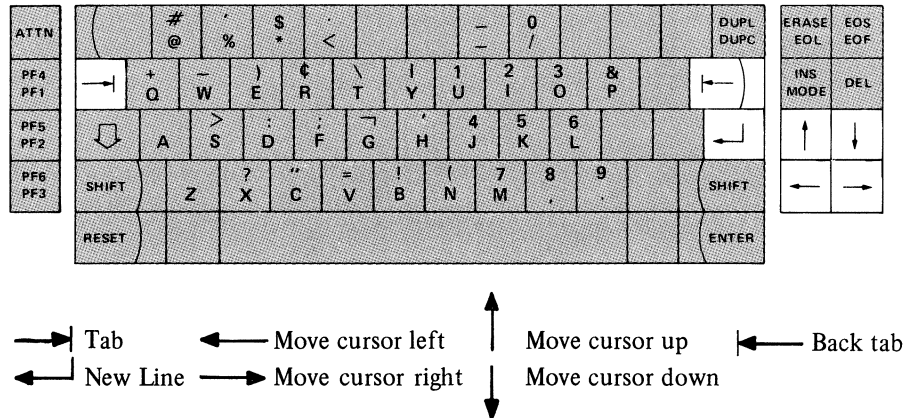 # ' $ · _ 0 DUPL ERASE EOS
ATTN @ % * < _ / DUPC EOL EOF
PF4 →| + — ) ¢ \ | 1 2 3 & |← INS DEL
PF1 Q W E R T Y U I O P MODE
PF5 > : ; ¬ ' 4 5 6 ↑ ↓
PF2 ⇩ A S D F G H J K L ↵
PF6 SHIFT ? " = ! ( 7 8 9 SHIFT ← →
PF3 Z X C V B N M , .
RESET ENTER
→| Tab ← Move cursor left ↑ Move cursor up |← Back tab
↵ New Line → Move cursor right ↓ Move cursor down